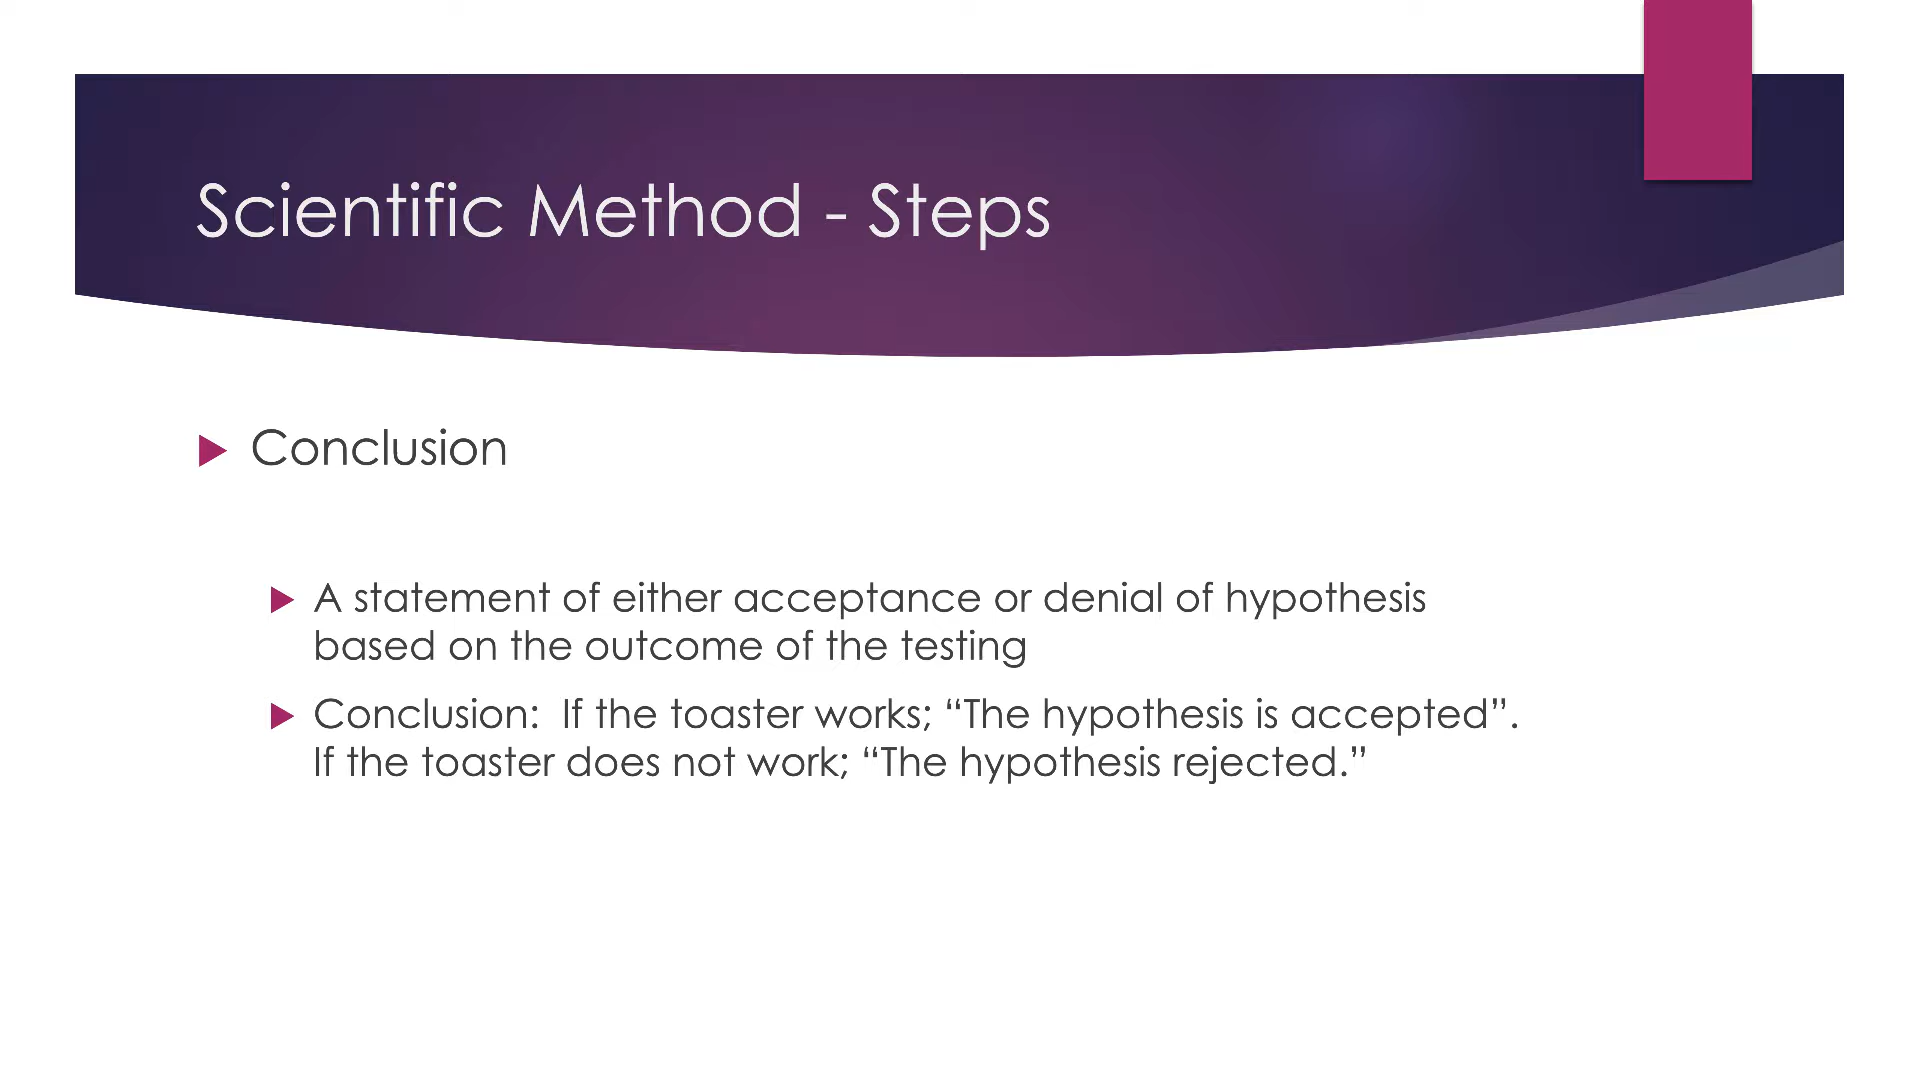 Scientific Method - Steps
Conclusion
A statement of either acceptance or denial of hypothesis
based on the outcome of the testing
Conclusion:  If the toaster works; “The hypothesis is accepted”.
If the toaster does not work; “The hypothesis rejected.”